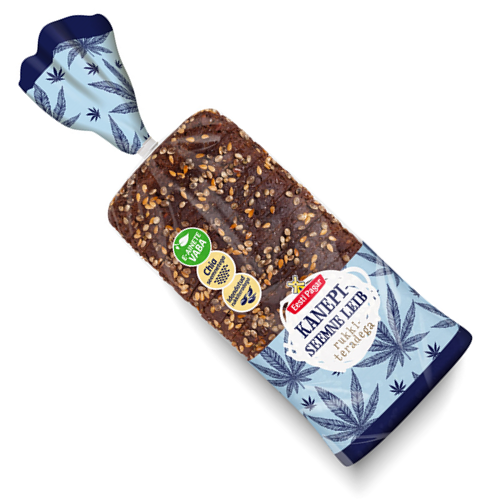 E-AINETE
VABA
Chia
Eesti Pagar
KANEPI
SEEMNE LEIB
rukki-
teradega